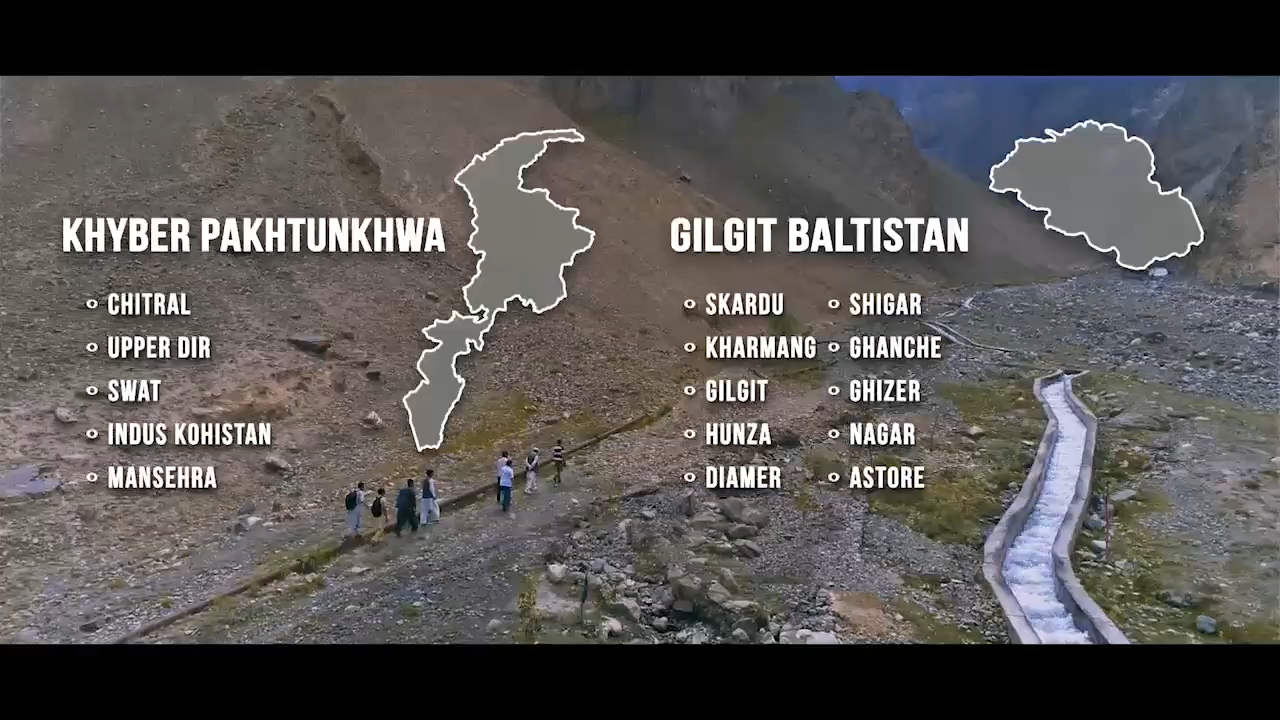 KHYBER PAKHTUNKHWA
CHITRAL
UPPER DIR
SWAT
INDUS KOHISTAN
MANSEHRA
GILGIT BALTISTAN
SKARDU
KHARMANG
GILGIT
HUNZA
DIAMER
SHIGAR
GHANCHE
GHIZER
NAGAR
ASTORE